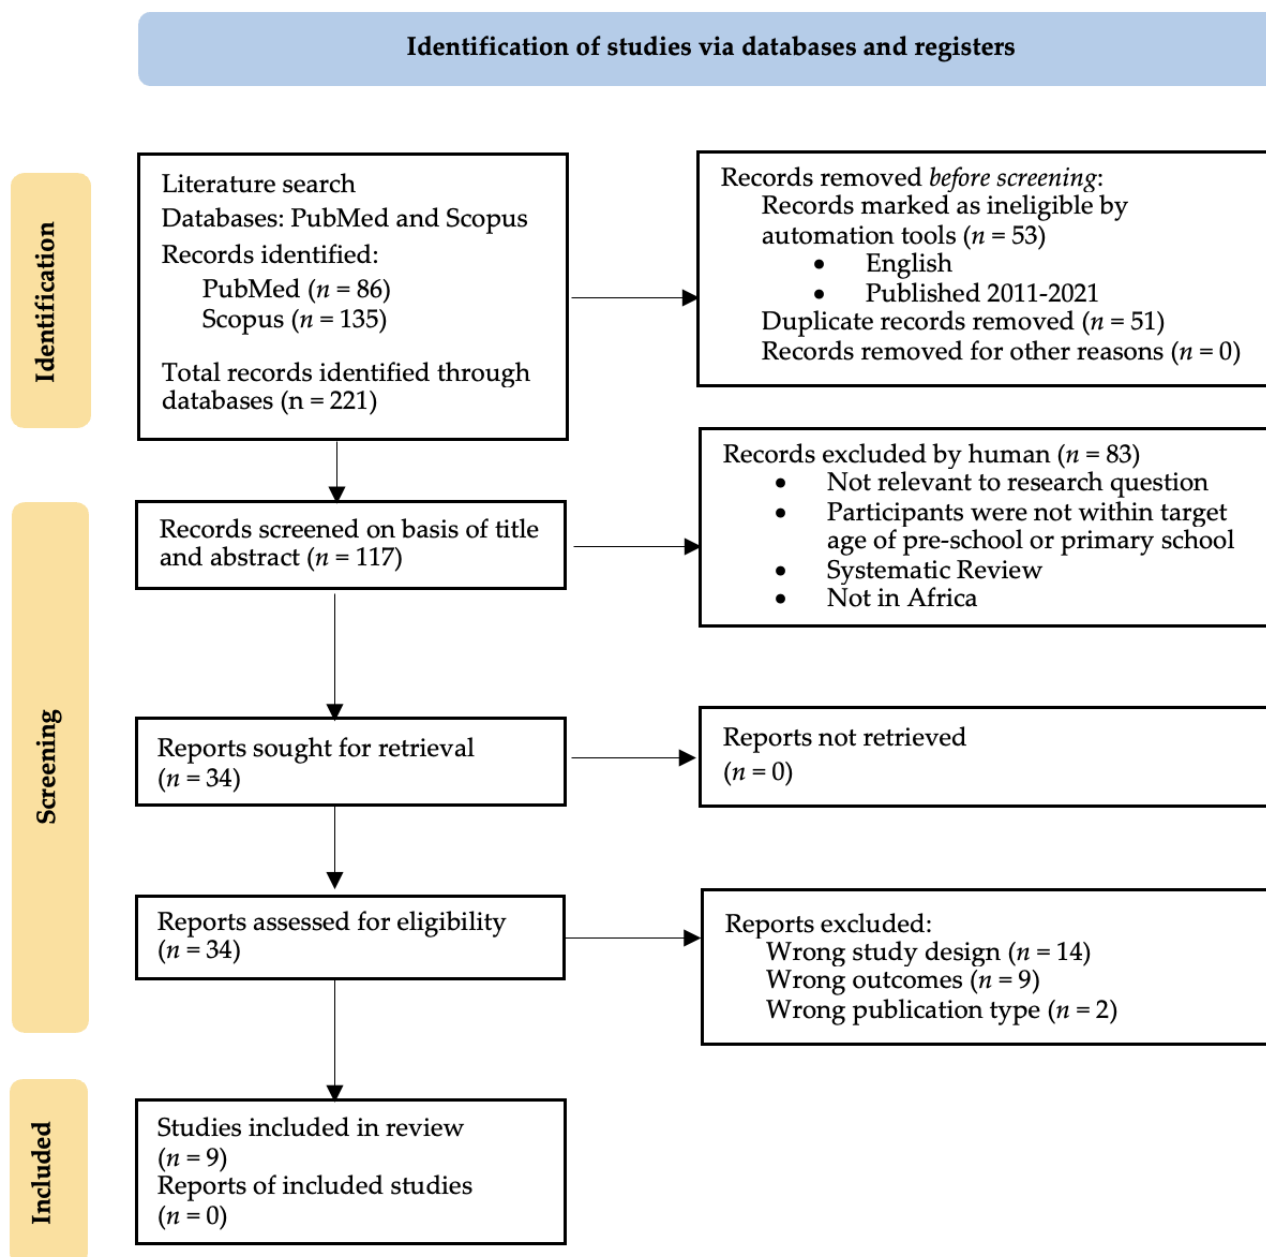 Identification of studies via databases and registers
Identification
Literature search
Databases: PubMed and Scopus
Records identified:
PubMed (n = 86)
Scopus (n = 135)
Total records identified through
databases (n = 221)
Records removed before screening:
Records marked as ineligible by
automation tools (n = 53)
• English
• Published 2011-2021
Duplicate records removed (n = 51)
Records removed for other reasons (n = 0)
Screening
Records screened on basis of title
and abstract (n = 117)
Records excluded by human (n = 83)
• Not relevant to research question
• Participants were not within target
age of pre-school or primary school
• Systematic Review
• Not in Africa
Reports sought for retrieval
(n = 34)
Reports not retrieved
(n = 0)
Reports assessed for eligibility
(n = 34)
Reports excluded:
Wrong study design (n = 14)
Wrong outcomes (n = 9)
Wrong publication type (n = 2)
Included
Studies included in review
(n = 9)
Reports of included studies
(n = 0)